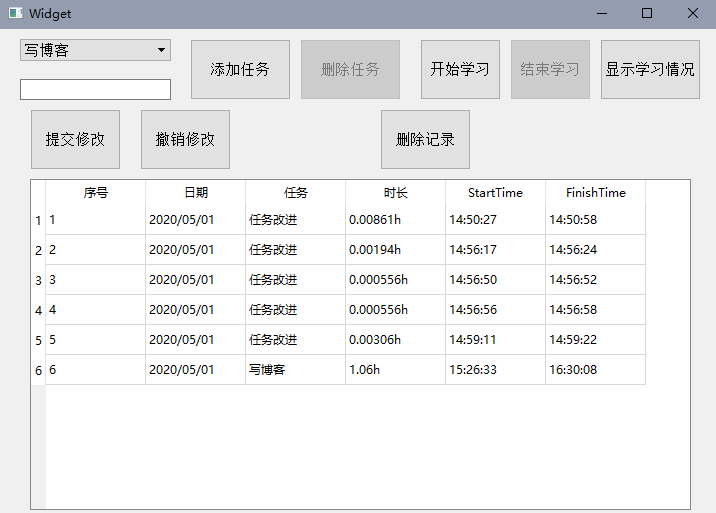 Widget
写博客 添加任务 删除任务 开始学习 结束学习 显示学习情况
提交修改 撤销修改 删除记录
序号 日期 任务 时长 StartTime FinishTime
1 1 2020/05/01 任务改进 0.00861h 14:50:27 14:50:58
2 2 2020/05/01 任务改进 0.00194h 14:56:17 14:56:24
3 3 2020/05/01 任务改进 0.000556h 14:56:50 14:56:52
4 4 2020/05/01 任务改进 0.000556h 14:56:56 14:56:58
5 5 2020/05/01 任务改进 0.00306h 14:59:11 14:59:22
6 6 2020/05/01 写博客 1.06h 15:26:33 16:30:08